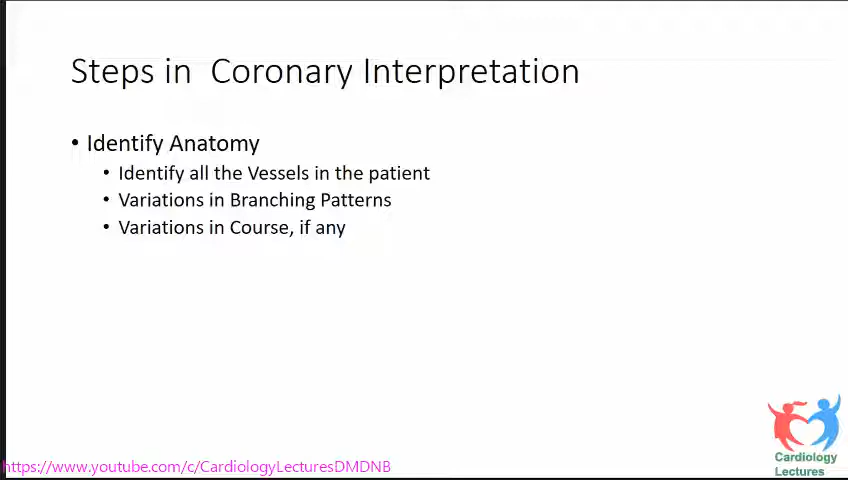 Steps in Coronary Interpretation
• Identify Anatomy
• Identify all the Vessels in the patient
• Variations in Branching Patterns
• Variations in Course, if any
Cardiology
Lectures
https://www.youtube.com/c/CardiologyLecturesDMDNB